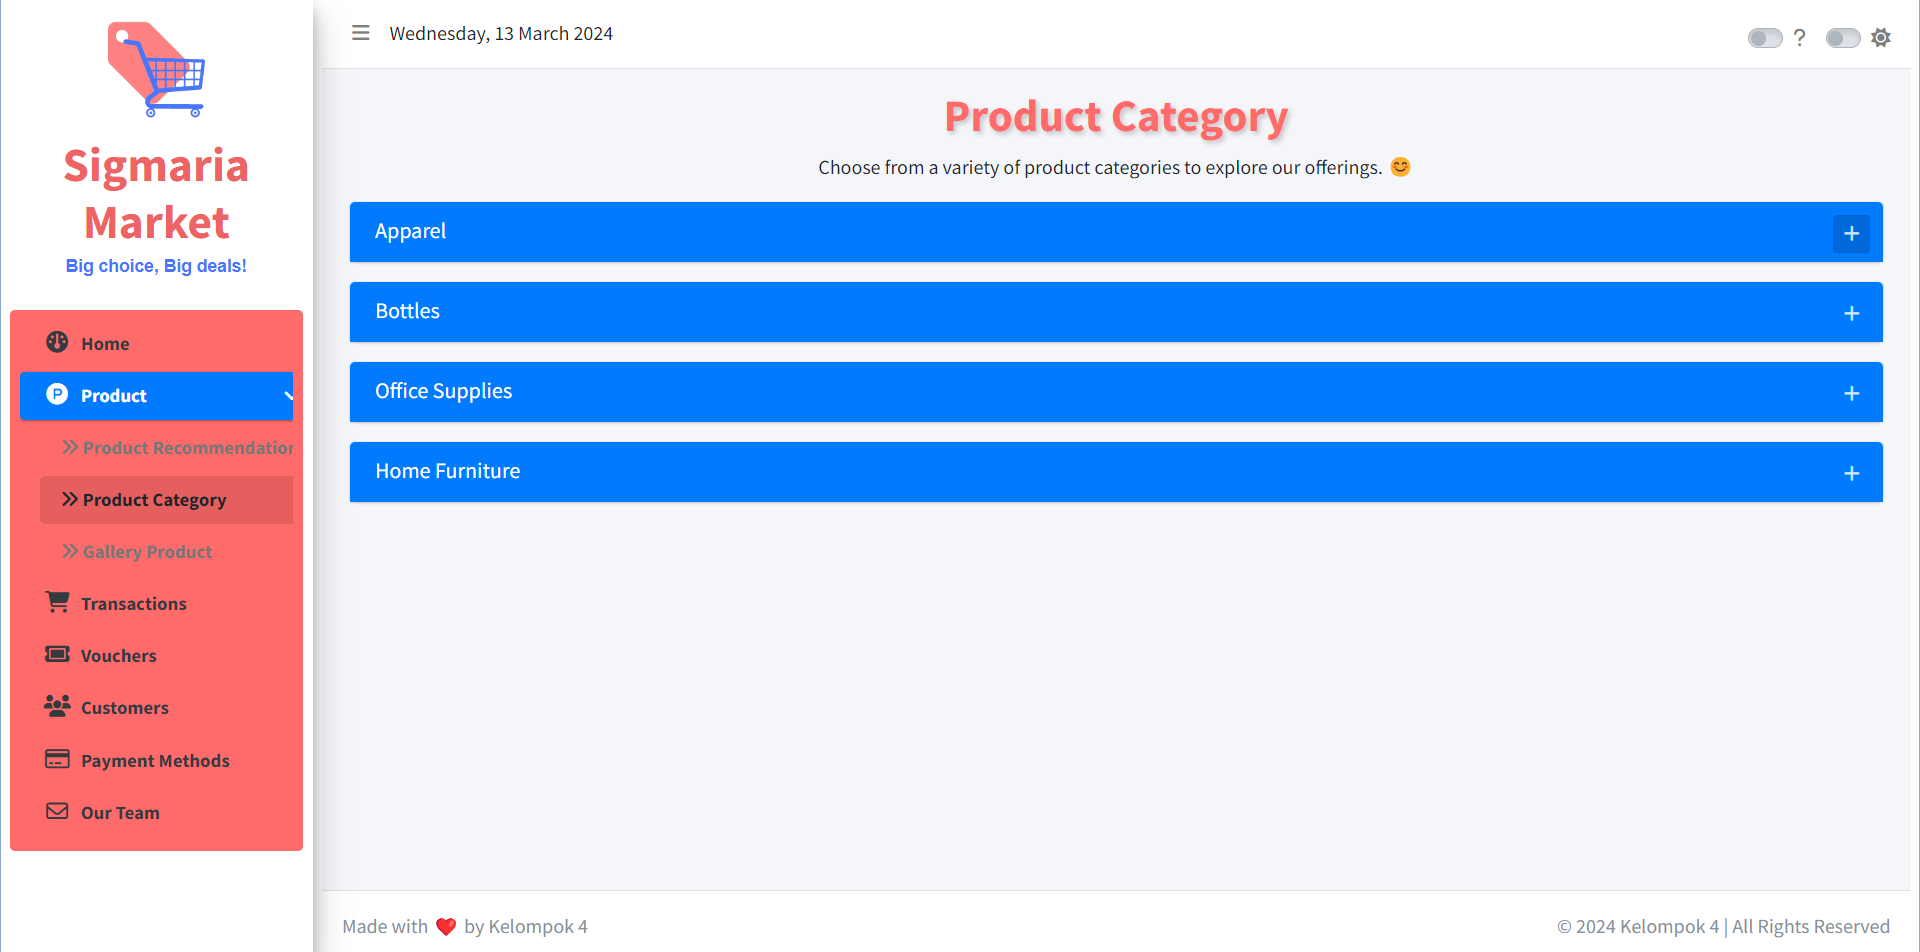 Sigmaria
Market
Big choice, Big deals!
Home
Product
Product Recommendation
Product Category
Gallery Product
Transactions
Vouchers
Customers
Payment Methods
Our Team
Wednesday, 13 March 2024
?
Product Category
Choose from a variety of product categories to explore our offerings. 😊
Apparel
Bottles
Office Supplies
Home Furniture
Made with ❤️ by Kelompok 4
© 2024 Kelompok 4 | All Rights Reserved